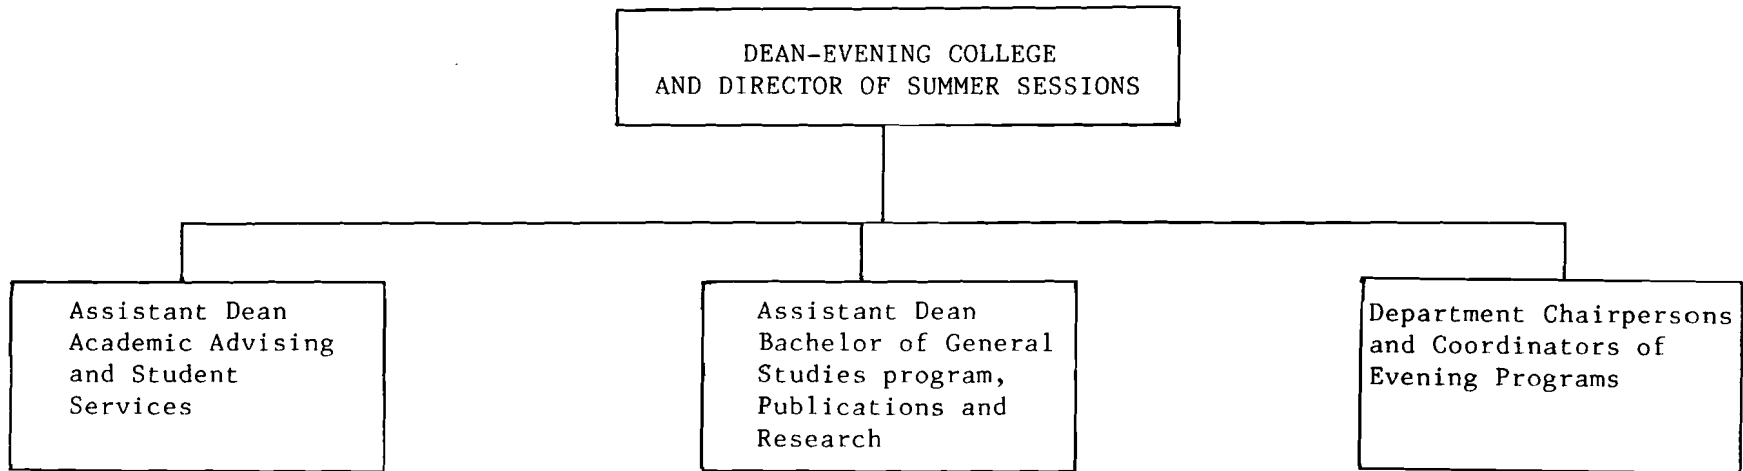 DEAN-EVENING COLLEGE
AND DIRECTOR OF SUMMER SESSIONS
Assistant Dean
Academic Advising
and Student
Services
Assistant Dean
Bachelor of General
Studies program,
Publications and
Research
Department Chairpersons
and Coordinators of
Evening Programs